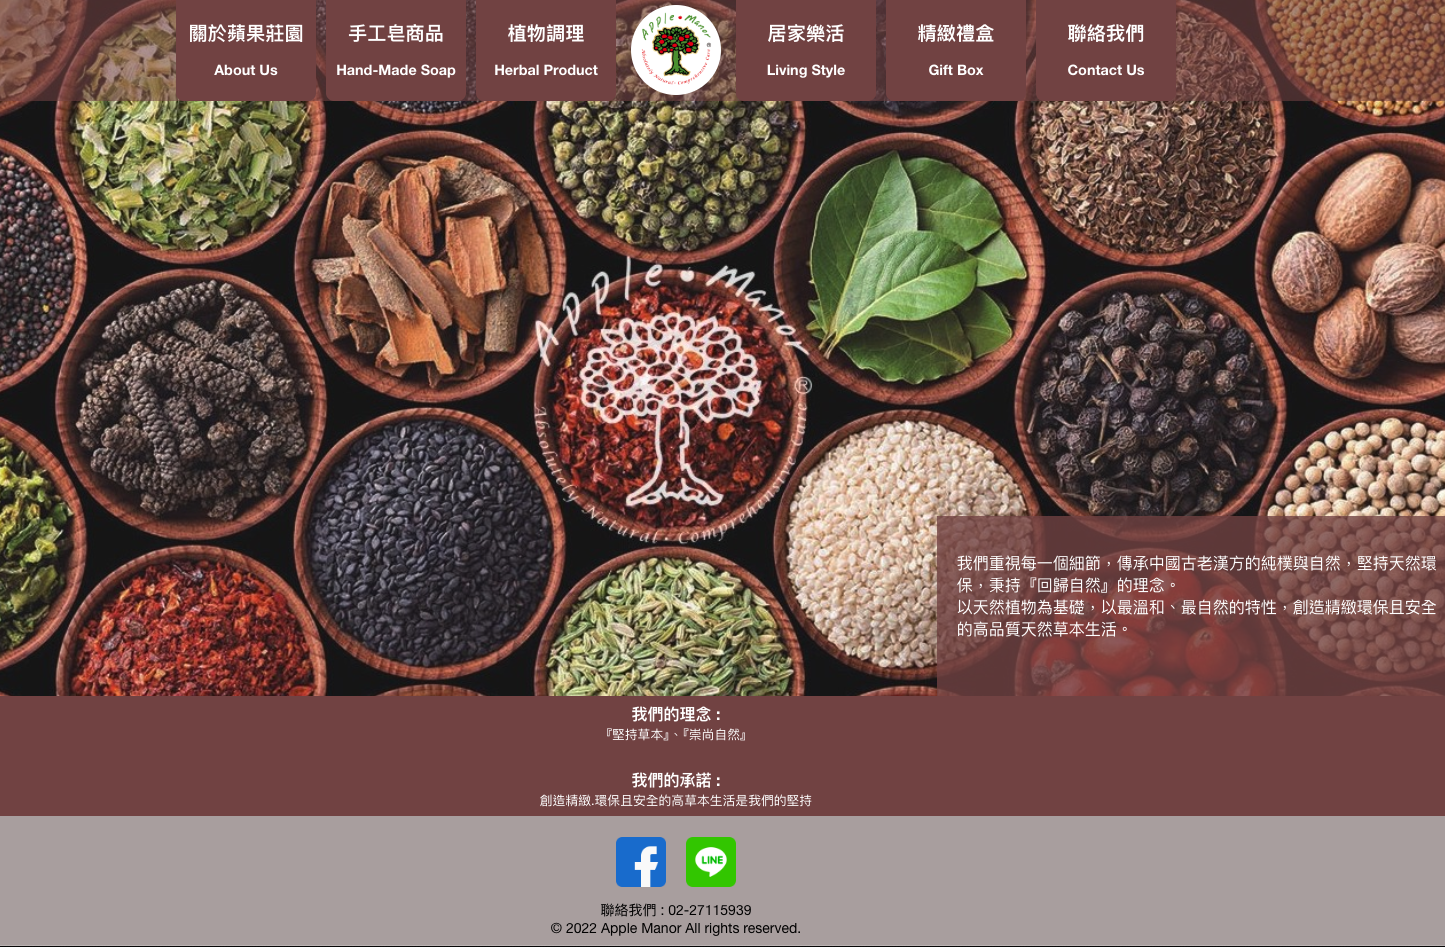 關於蘋果莊園
About Us
手工皂商品
Hand-Made Soap
植物調理
Herbal Product
Apple Manor
®
Absolutely Natural · Comprehensive Care
居家樂活
Living Style
精緻禮盒
Gift Box
聯絡我們
Contact Us
Apple • Manor
®
Absolutely Natural · Comprehensive Care
我們重視每一個細節，傳承中國古老漢方的純樸與自然，堅持天然環
保，秉持『回歸自然』的理念。
以天然植物為基礎，以最溫和、最自然的特性，創造精緻環保且安全
的高品質天然草本生活。
我們的理念 :
『堅持草本』、『崇尚自然』
我們的承諾 :
創造精緻.環保且安全的高草本生活是我們的堅持
LINE
聯絡我們 : 02-27115939
© 2022 Apple Manor All rights reserved.